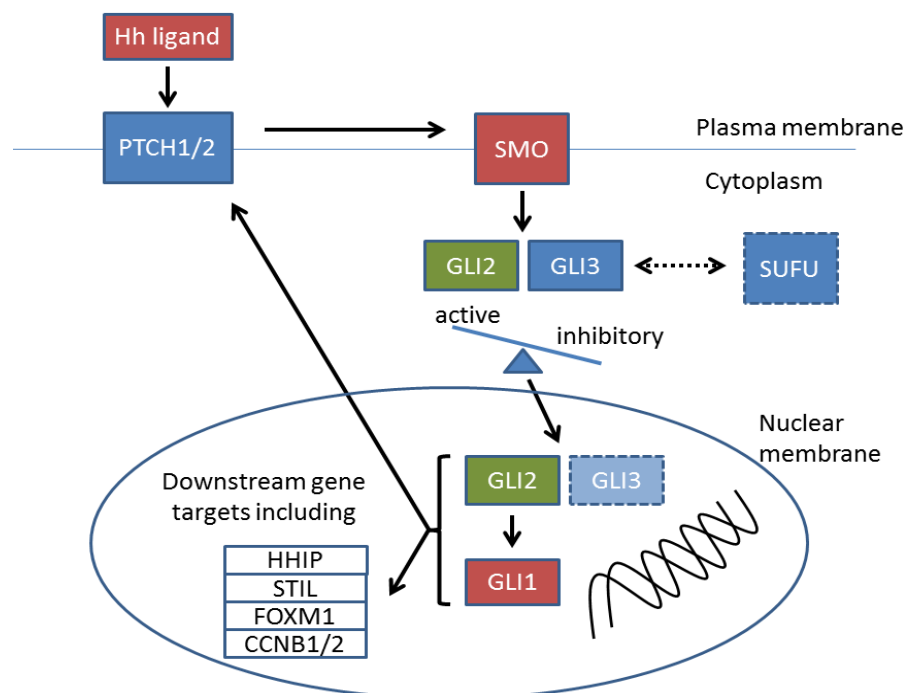 Hh ligand
PTCH1/2
SMO
Plasma membrane
Cytoplasm
GLI2
GLI3
SUFU
active
inhibitory
Nuclear
membrane
Downstream gene
targets including
GLI2
GLI3
HHIP
STIL
FOXM1
CCNB1/2
GLI1